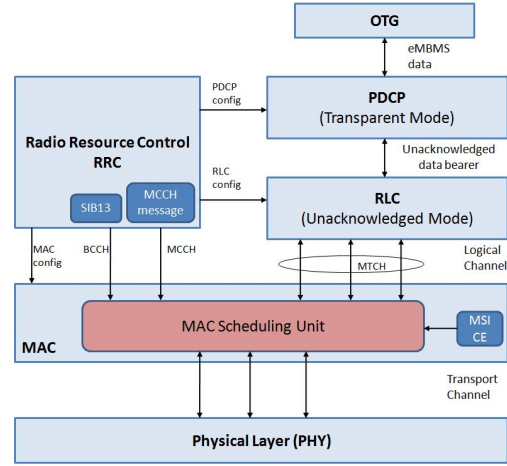 OTG
eMBMS
data
PDCP
config
PDCP
(Transparent Mode)
Radio Resource Control
RRC
Unacknowledged
data bearer
RLC
config
SIB13
MCCH
message
RLC
(Unacknowledged Mode)
MAC
config
BCCH
MCCH
MTCH
Logical
Channel
MAC Scheduling Unit
MSI
CE
MAC
Transport
Channel
Physical Layer (PHY)